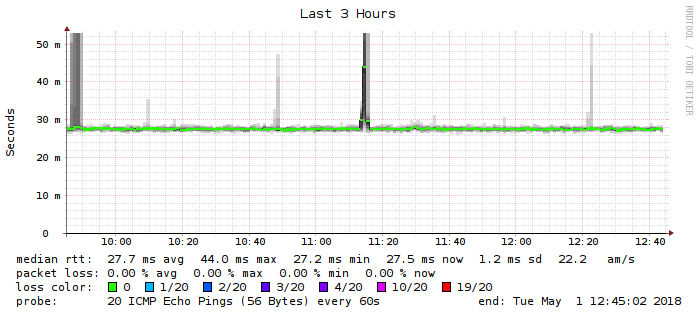 Last 3 Hours
RRDTOOL / TOBI OETIKER
Seconds
50 m
40 m
30 m
20 m
10 m
0
10:00 10:20 10:40 11:00 11:20 11:40 12:00 12:20 12:40
median rtt: 27.7 ms avg 44.0 ms max 27.2 ms min 27.5 ms now 1.2 ms sd 22.2 am/s
packet loss: 0.00 % avg 0.00 % max 0.00 % min 0.00 % now
loss color: 0 1/20 2/20 3/20 4/20 10/20 19/20
probe: 20 ICMP Echo Pings (56 Bytes) every 60s end: Tue May 1 12:45:02 2018